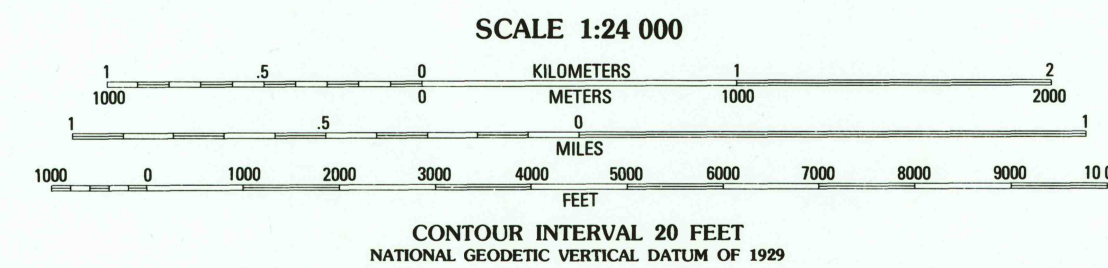 SCALE 1:24 000
1 .5 0 KILOMETERS 1 2
1000 0 METERS 1000 2000
1 .5 0 1
MILES
1000 0 1000 2000 3000 4000 5000 6000 7000 8000 9000 10 0
FEET
CONTOUR INTERVAL 20 FEET
NATIONAL GEODETIC VERTICAL DATUM OF 1929